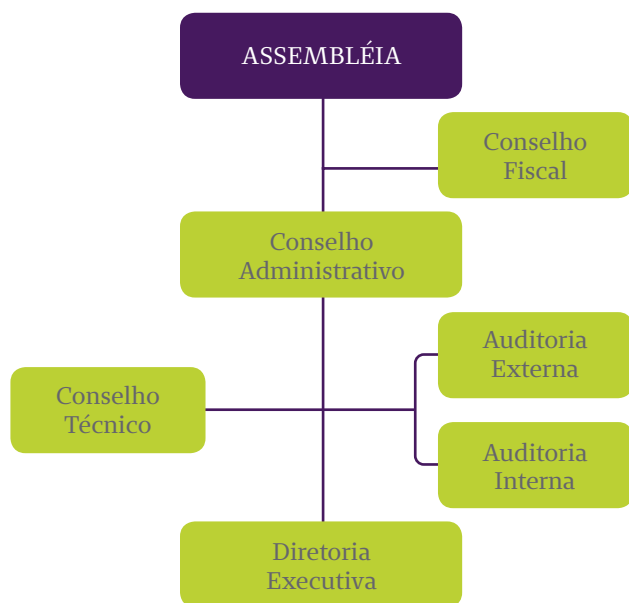 ASSEMBLÉIA
Conselho
Fiscal
Conselho
Administrativo
Auditoria
Externa
Conselho
Técnico
Auditoria
Interna
Diretoria
Executiva